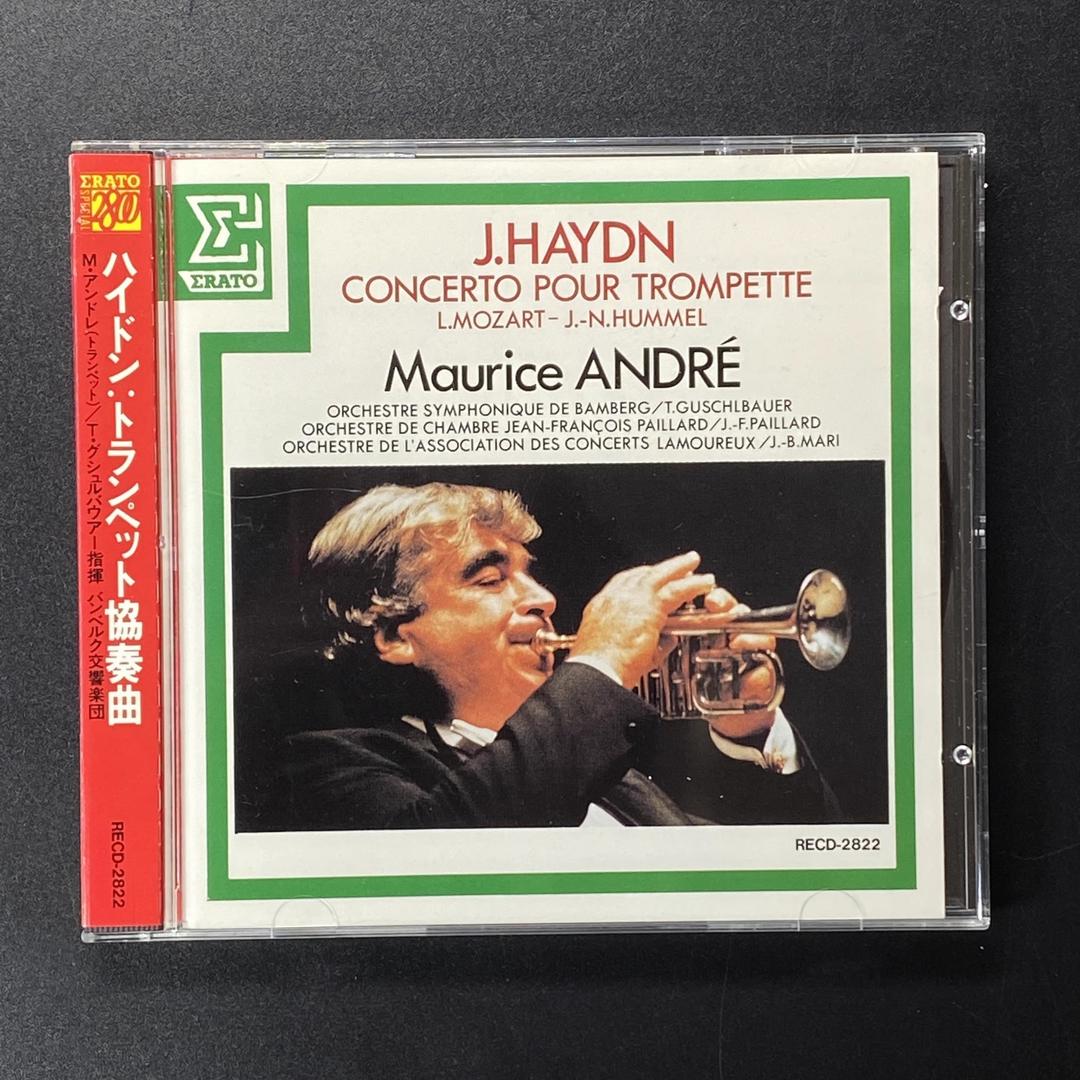 ΣRATO
SPECIAL
280
ハイドン:トランペット協奏曲
M・アンドレ(トランペット)/T・グシュルバウアー指揮 バンベルク交響楽団
RECD-2822
ΣRATO
J.HAYDN
CONCERTO POUR TROMPETTE
L.MOZART–J.-N.HUMMEL
Maurice ANDRÉ
ORCHESTRE SYMPHONIQUE DE BAMBERG/T.GUSCHLBAUER
ORCHESTRE DE CHAMBRE JEAN-FRANÇOIS PAILLARD/J.-F.PAILLARD
ORCHESTRE DE L'ASSOCIATION DES CONCERTS LAMOUREUX/J.-B.MARI
RECD-2822